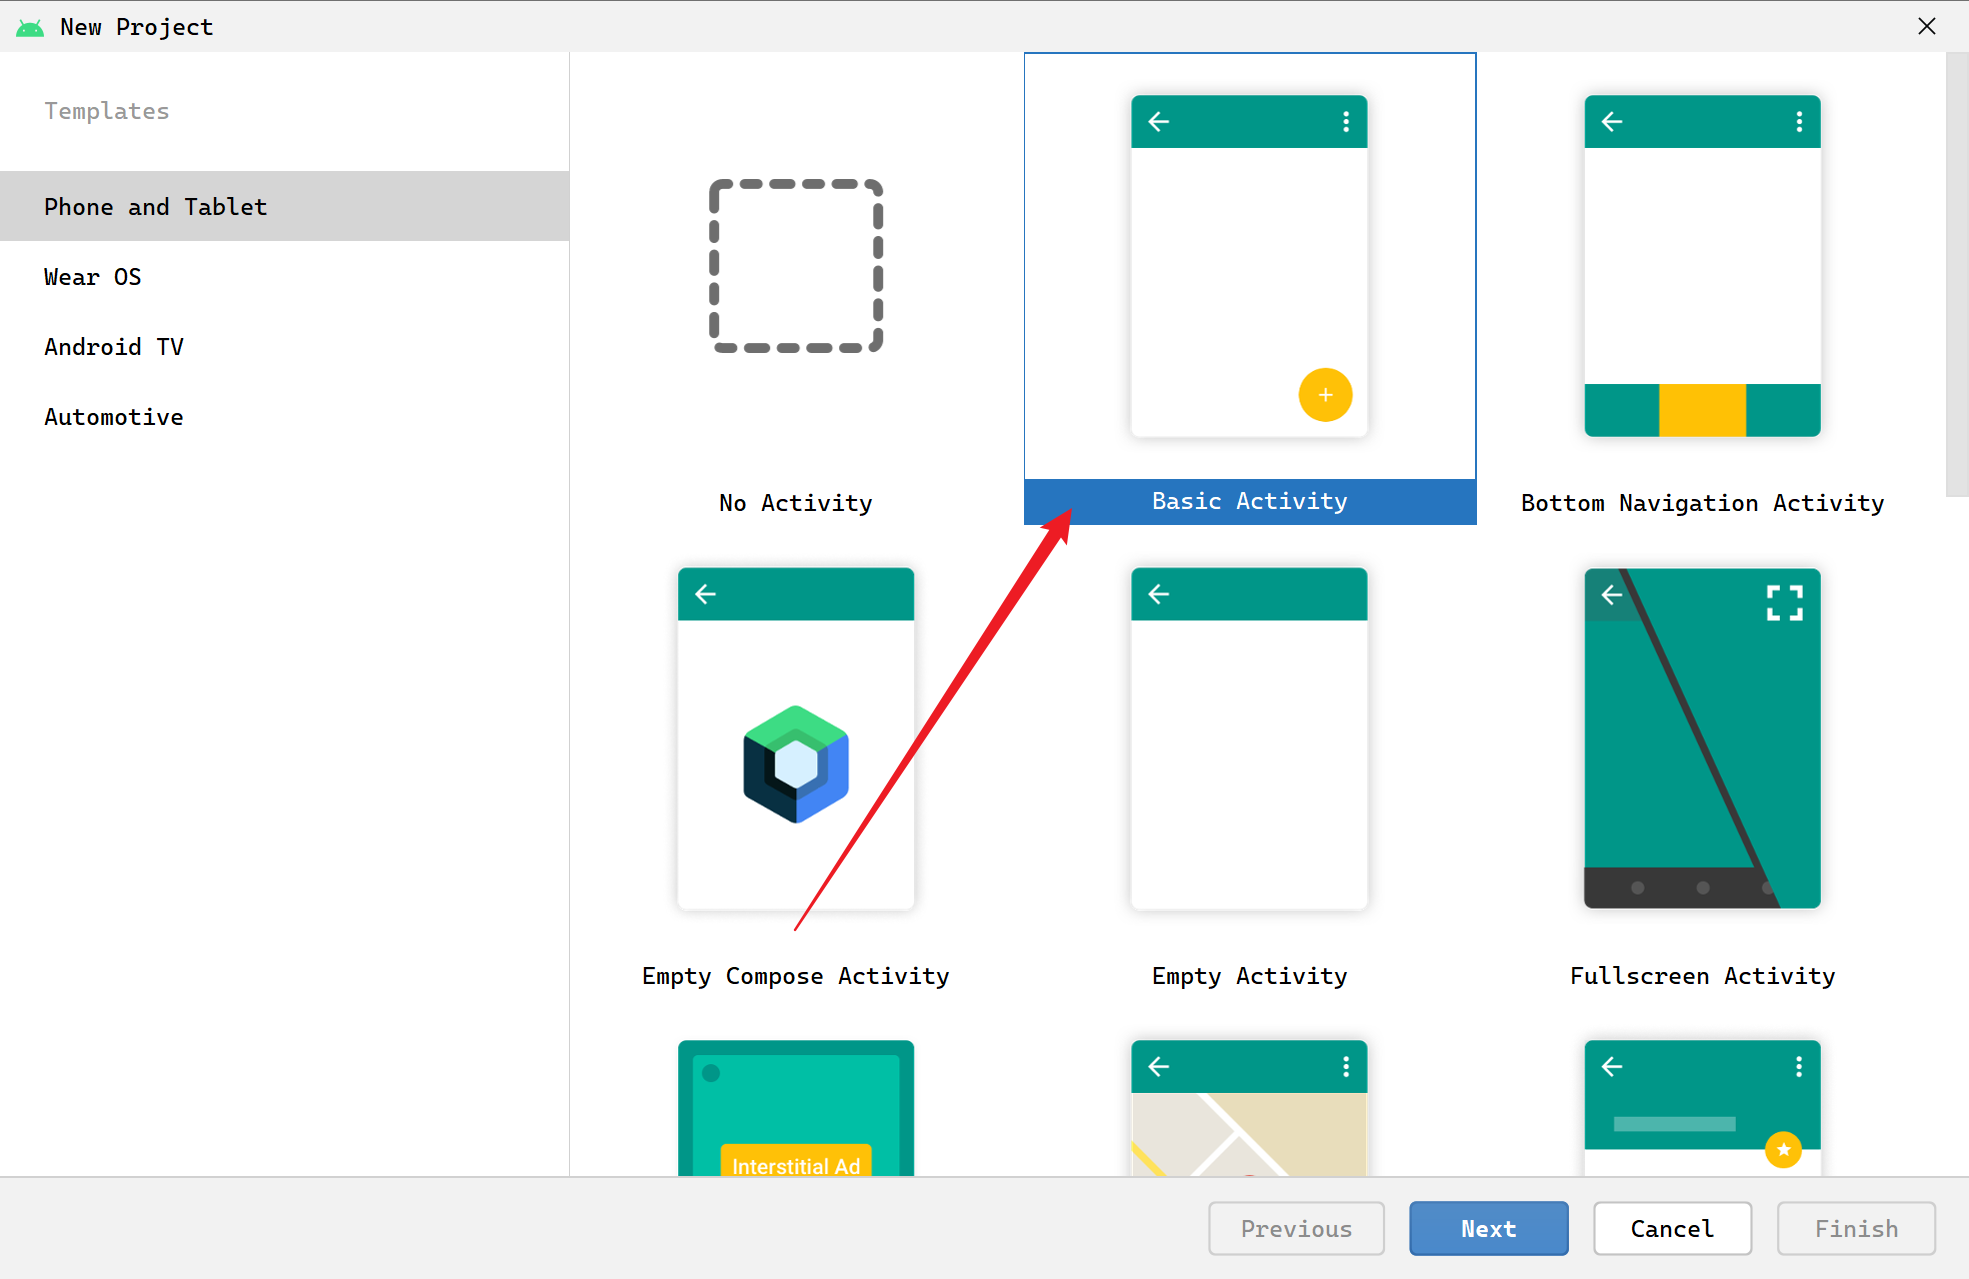 New Project
Templates
Phone and Tablet
Wear OS
Android TV
Automotive
No Activity
Basic Activity
Bottom Navigation Activity
Empty Compose Activity
Empty Activity
Fullscreen Activity
Interstitial Ad
Previous
Next
Cancel
Finish